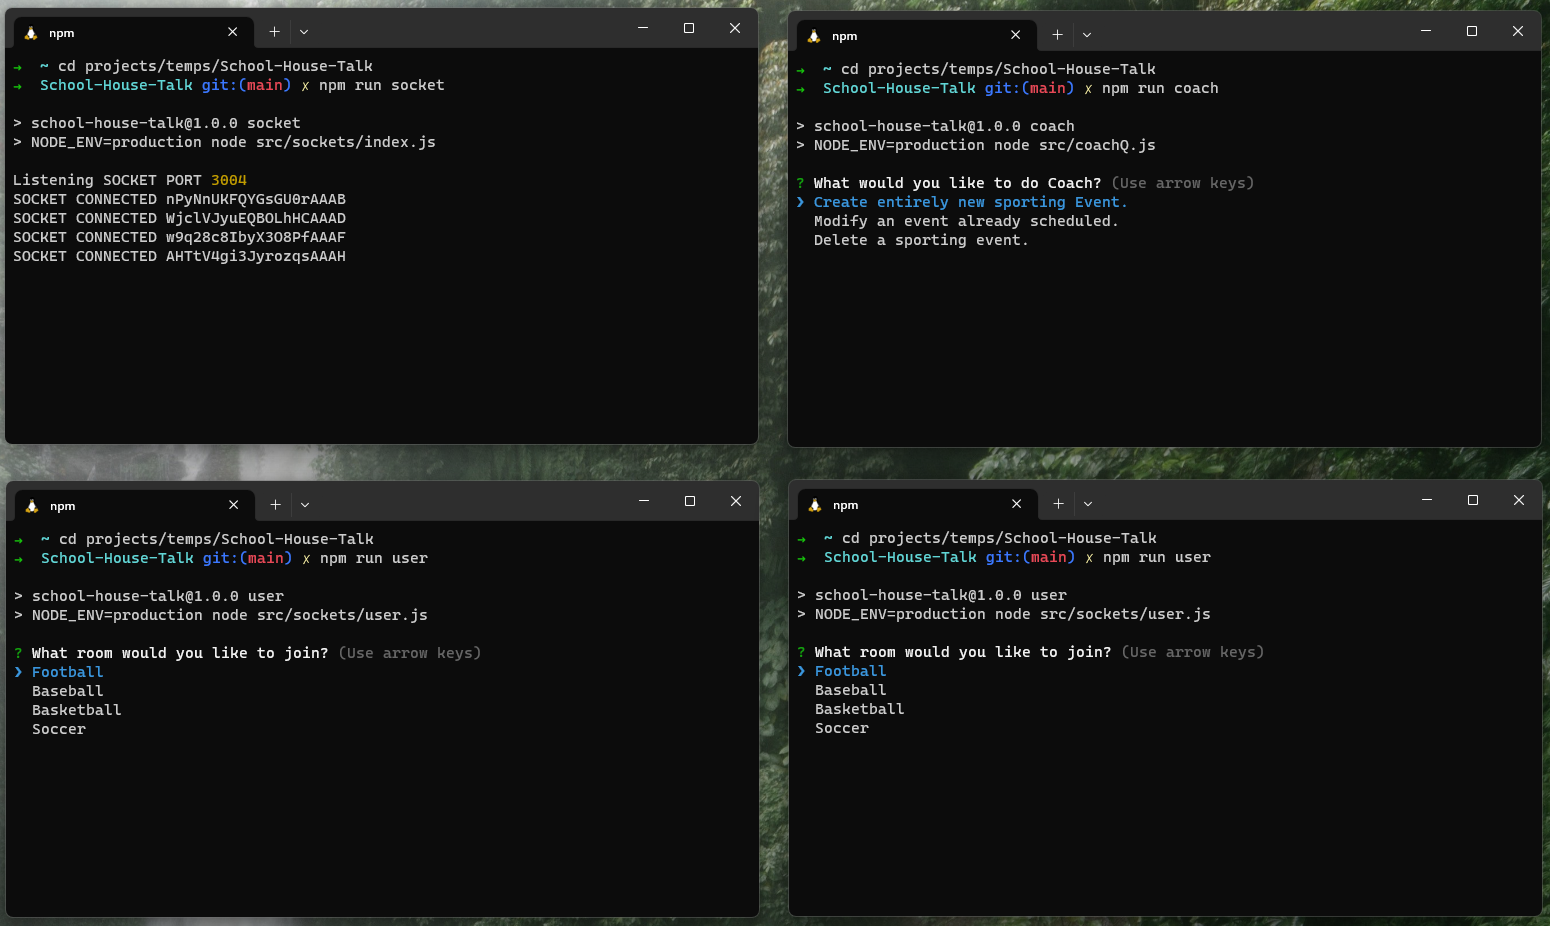 npm
→ ~ cd projects/temps/School-House-Talk
→ School-House-Talk git:(main) ✗ npm run socket
> school-house-talk@1.0.0 socket
> NODE_ENV=production node src/sockets/index.js
Listening SOCKET PORT 3004
SOCKET CONNECTED nPyNnUKFQYGsGU0rAAAB
SOCKET CONNECTED WjclVJyuEQBOLhHCAAAD
SOCKET CONNECTED w9q28c8IbyX3O8PfAAAF
SOCKET CONNECTED AHTtV4gi3JyrozqsAAAH
npm
→ ~ cd projects/temps/School-House-Talk
→ School-House-Talk git:(main) ✗ npm run coach
> school-house-talk@1.0.0 coach
> NODE_ENV=production node src/coachQ.js
? What would you like to do Coach? (Use arrow keys)
❯ Create entirely new sporting Event.
Modify an event already scheduled.
Delete a sporting event.
npm
→ ~ cd projects/temps/School-House-Talk
→ School-House-Talk git:(main) ✗ npm run user
> school-house-talk@1.0.0 user
> NODE_ENV=production node src/sockets/user.js
? What room would you like to join? (Use arrow keys)
❯ Football
Baseball
Basketball
Soccer
npm
→ ~ cd projects/temps/School-House-Talk
→ School-House-Talk git:(main) ✗ npm run user
> school-house-talk@1.0.0 user
> NODE_ENV=production node src/sockets/user.js
? What room would you like to join? (Use arrow keys)
❯ Football
Baseball
Basketball
Soccer